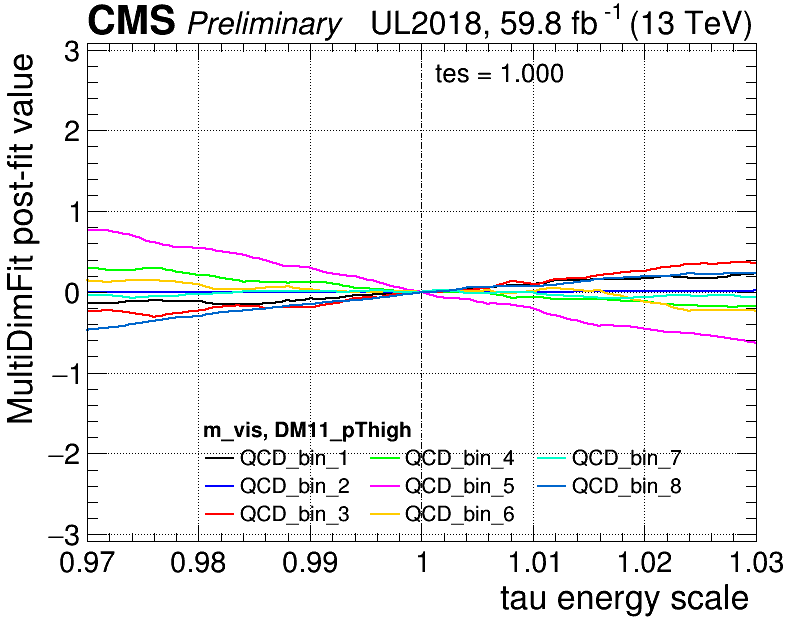 CMS Preliminary UL2018, 59.8 fb⁻¹ (13 TeV)
MultiDimFit post-fit value
3
2
1
0
−1
−2
−3
tes = 1.000
m_vis, DM11_pThigh
QCD_bin_1 QCD_bin_4 QCD_bin_7
QCD_bin_2 QCD_bin_5 QCD_bin_8
QCD_bin_3 QCD_bin_6
0.97 0.98 0.99 1 1.01 1.02 1.03
tau energy scale